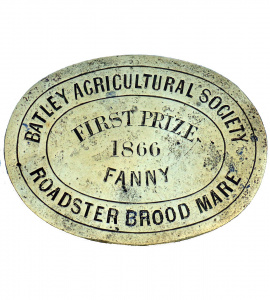 BATLEY AGRICULTURAL SOCIETY
FIRST PRIZE
1866
FANNY
ROADSTER BROOD MARE